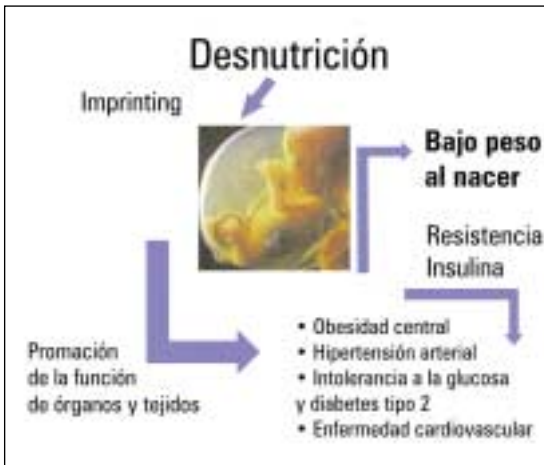 Desnutrición
Imprinting
Bajo peso
al nacer
Resistencia
Insulina
Promación
de la función
de órganos y tejidos
• Obesidad central
• Hipertensión arterial
• Intolerancia a la glucosa
y diabetes tipo 2
• Enfermedad cardiovascular